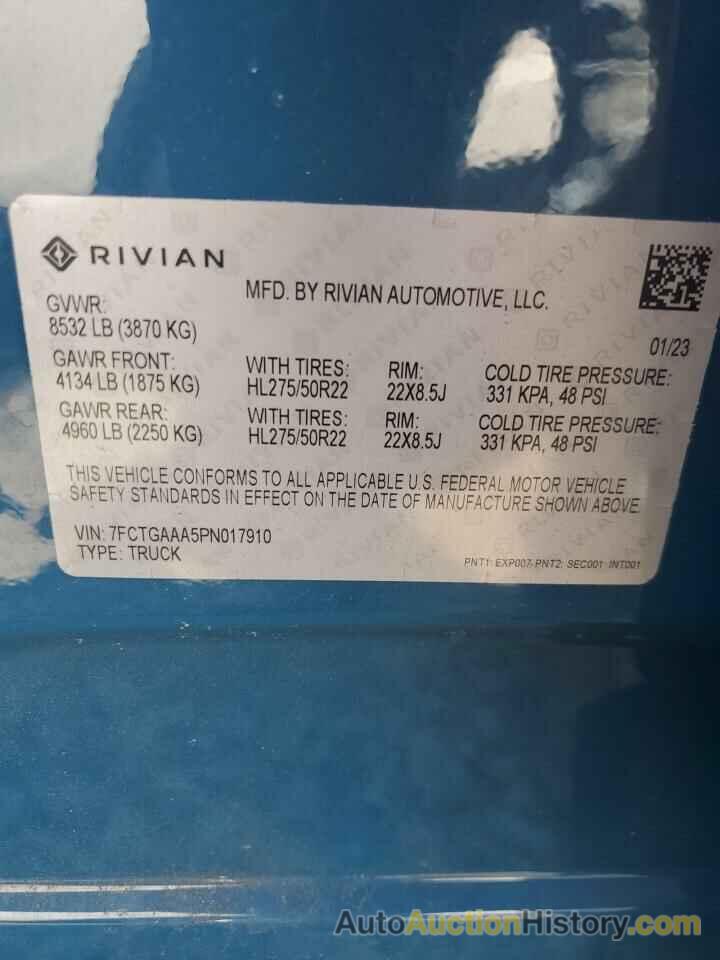 RIVIAN
MFD. BY RIVIAN AUTOMOTIVE, LLC.
GVWR:
8532 LB (3870 KG)
01/23
GAWR FRONT: WITH TIRES: RIM: COLD TIRE PRESSURE:
4134 LB (1875 KG) HL275/50R22 22X8.5J 331 KPA, 48 PSI
GAWR REAR: WITH TIRES: RIM: COLD TIRE PRESSURE:
4960 LB (2250 KG) HL275/50R22 22X8.5J 331 KPA, 48 PSI
THIS VEHICLE CONFORMS TO ALL APPLICABLE U.S. FEDERAL MOTOR VEHICLE
SAFETY STANDARDS IN EFFECT ON THE DATE OF MANUFACTURE SHOWN ABOVE.
VIN: 7FCTGAAA5PN017910
TYPE: TRUCK
PNT1: EXP007 PNT2: SEC001: INT001
AutoAuctionHistory.com